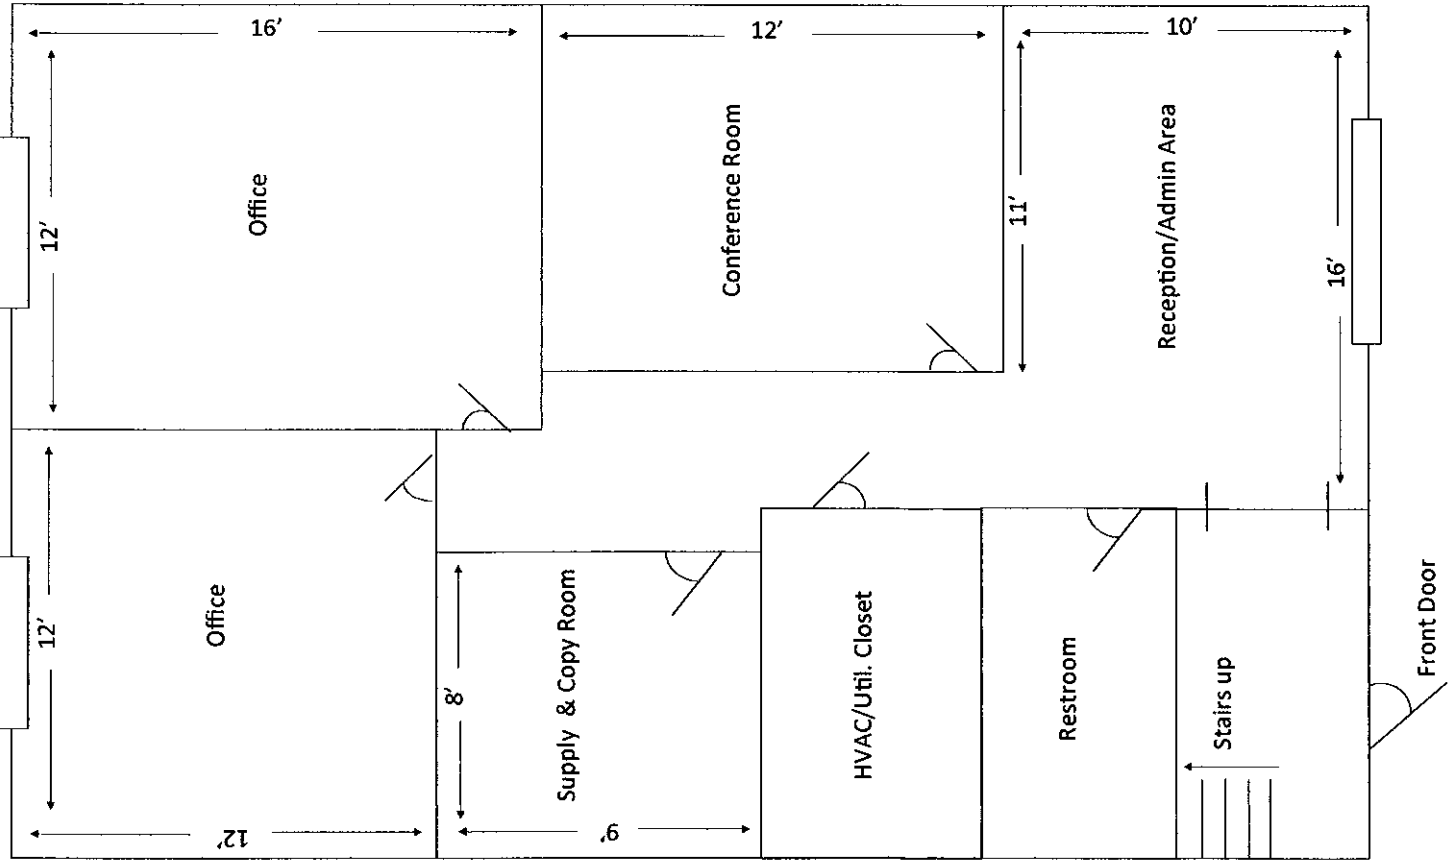 16'
12'
10'
12'
Office
Conference Room
11'
Reception/Admin Area
16'
12'
Office
8'
Supply & Copy Room
HVAC/Util. Closet
Restroom
Stairs up
Front Door
12'
9'